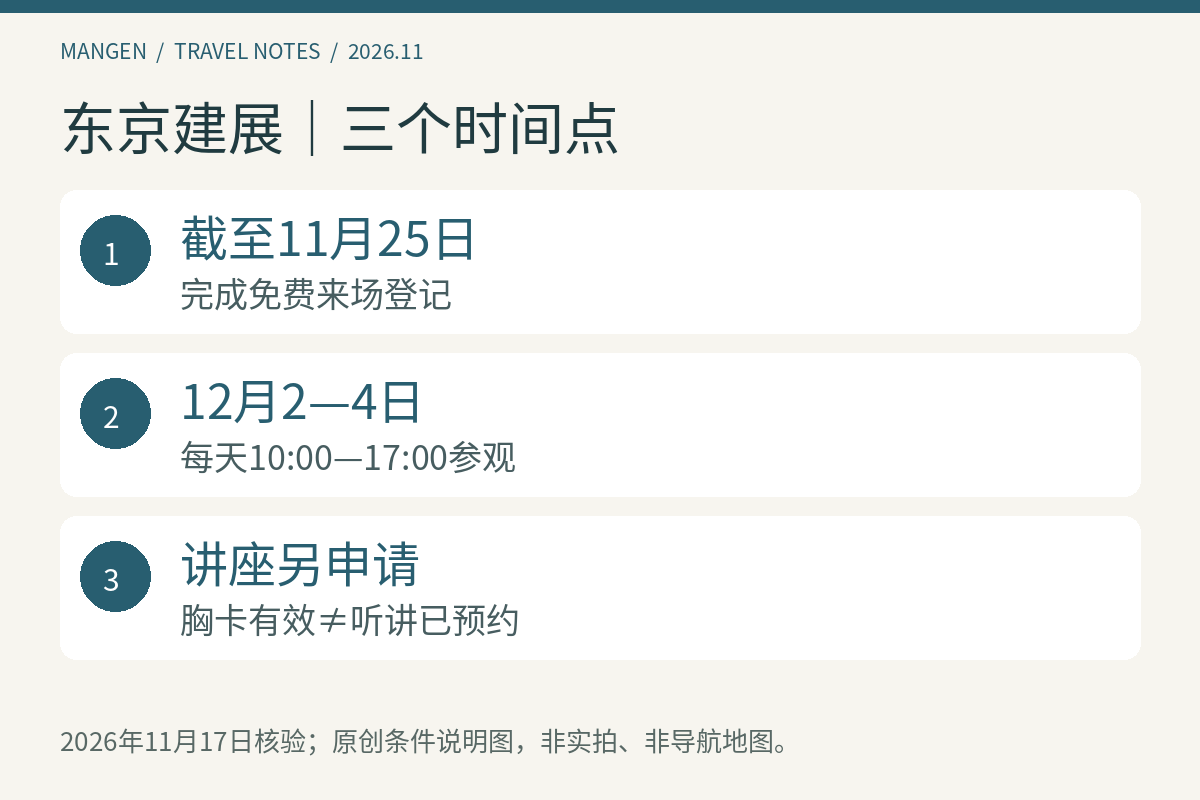 MANGEN / TRAVEL NOTES / 2026.11
东京建展｜三个时间点
1
截至11月25日
完成免费来场登记
2
12月2—4日
每天10:00—17:00参观
3
讲座另申请
胸卡有效≠听讲已预约
2026年11月17日核验；原创条件说明图，非实拍、非导航地图。